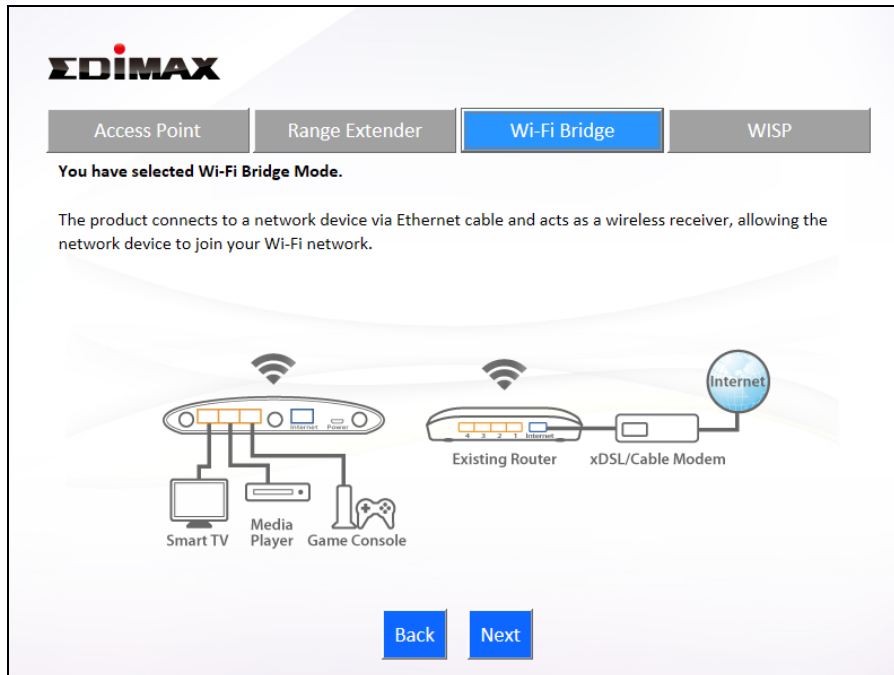 EDIMAX
Access Point Range Extender Wi-Fi Bridge WISP
You have selected Wi-Fi Bridge Mode.
The product connects to a network device via Ethernet cable and acts as a wireless receiver, allowing the
network device to join your Wi-Fi network.
Internet
Internet Power
4 3 2 1 Internet
Existing Router xDSL/Cable Modem
Smart TV
Media
Player
Game Console
Back Next